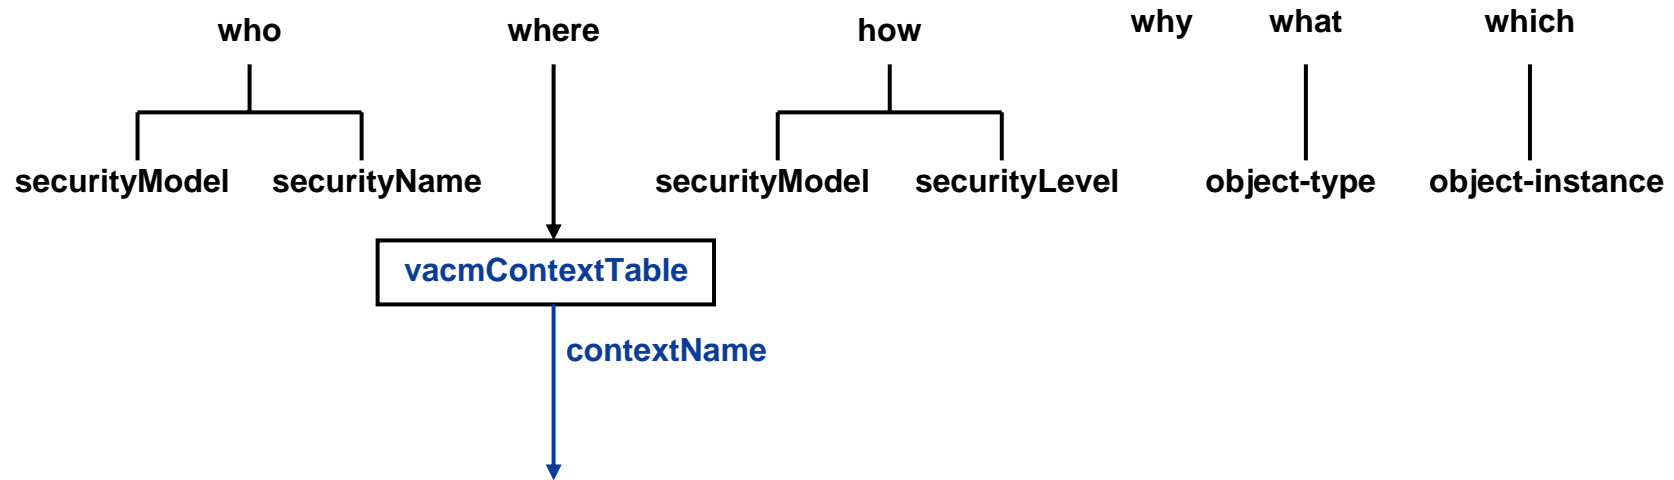 who where how why what which
securityModel securityName securityModel securityLevel object-type object-instance
vacmContextTable
contextName